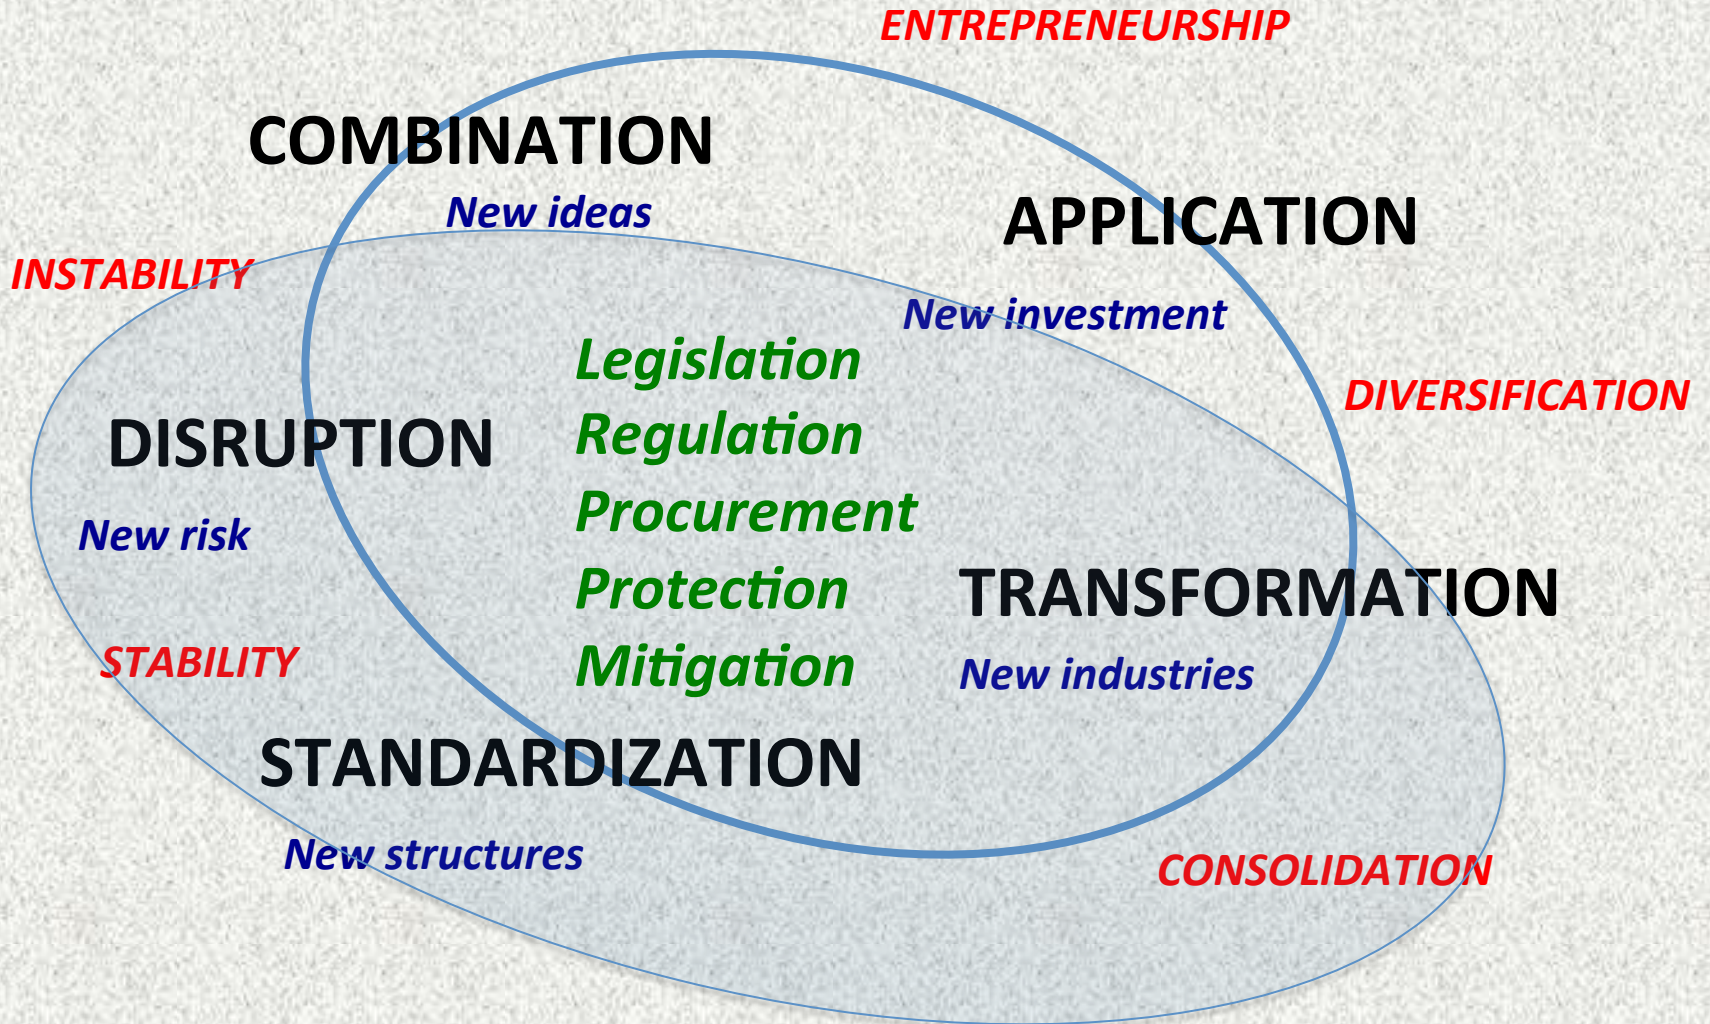 ENTREPRENEURSHIP
COMBINATION
New ideas
APPLICATION
INSTABILITY
New investment
Legislation
DIVERSIFICATION
Regulation
DISRUPTION
Procurement
New risk
Protection
TRANSFORMATION
STABILITY
Mitigation
New industries
STANDARDIZATION
New structures
CONSOLIDATION